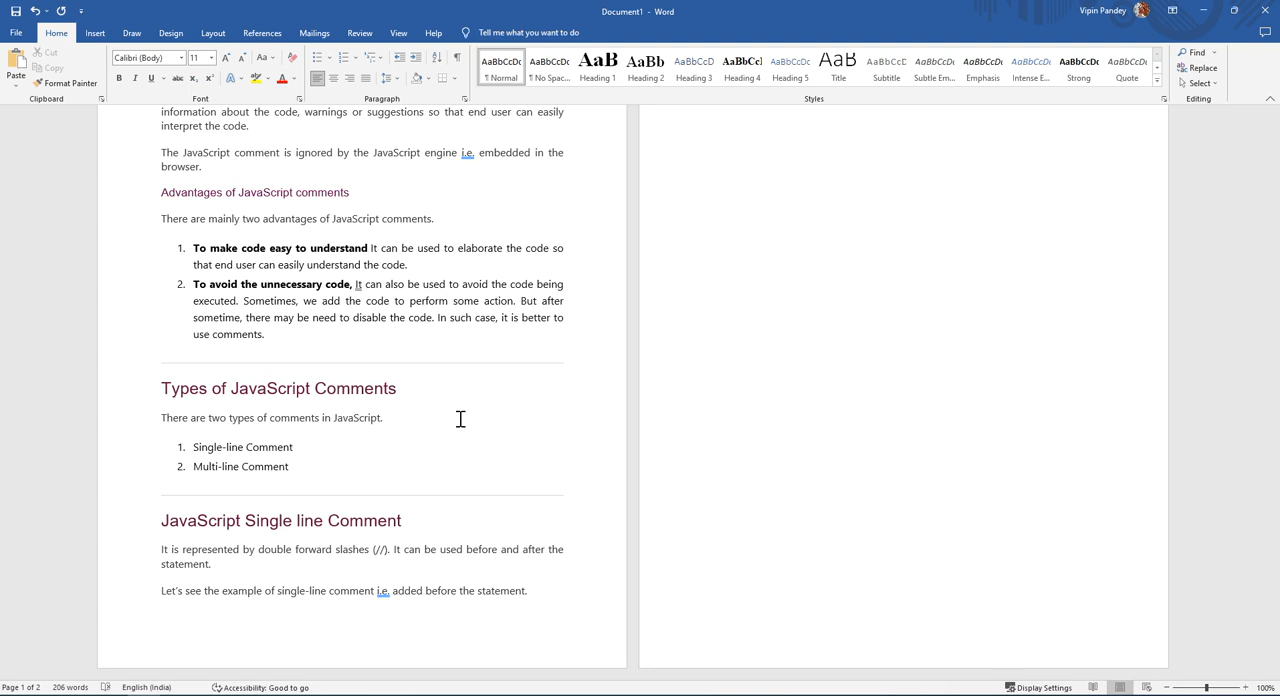 Document1 - Word
Vipin Pandey
File Home Insert Draw Design Layout References Mailings Review View Help Tell me what you want to do
Paste
Cut
Copy
Format Painter
Clipboard
Calibri (Body) 11
Font
Paragraph
AaBbCcDc AaBbCcDc AaBbC AaBbC AaBbCcD AaBbCcI AaBbCcDc AaB AaBbCcD AaBbCcDc AaBbCcDc AaBbCcDc AaBbCcDc AaBbCcDc
¶ Normal ¶ No Spac... Heading 1 Heading 2 Heading 3 Heading 4 Heading 5 Title Subtitle Subtle Em... Emphasis Intense E... Strong Quote
Styles
Find
Replace
Select
Editing
information about the code, warnings or suggestions so that end user can easily
interpret the code.
The JavaScript comment is ignored by the JavaScript engine i.e. embedded in the
browser.
Advantages of JavaScript comments
There are mainly two advantages of JavaScript comments.
1. To make code easy to understand It can be used to elaborate the code so
that end user can easily understand the code.
2. To avoid the unnecessary code, It can also be used to avoid the code being
executed. Sometimes, we add the code to perform some action. But after
sometime, there may be need to disable the code. In such case, it is better to
use comments.
Types of JavaScript Comments
There are two types of comments in JavaScript.
1. Single-line Comment
2. Multi-line Comment
JavaScript Single line Comment
It is represented by double forward slashes (//). It can be used before and after the
statement.
Let's see the example of single-line comment i.e. added before the statement.
Page 1 of 2 206 words English (India) Accessibility: Good to go Display Settings 100%